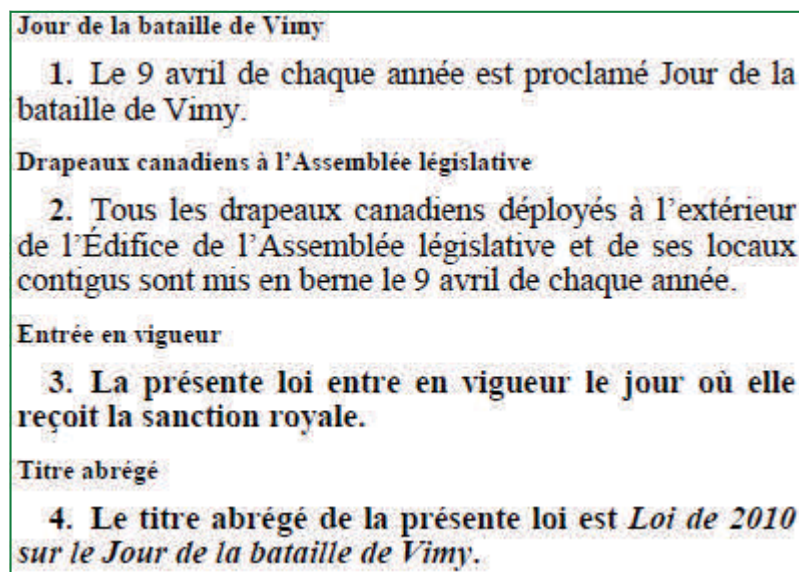 Jour de la bataille de Vimy
1. Le 9 avril de chaque année est proclamé Jour de la
bataille de Vimy.
Drapeaux canadiens à l’Assemblée législative
2. Tous les drapeaux canadiens déployés à l’extérieur
de l’Édifice de l’Assemblée législative et de ses locaux
contigus sont mis en berne le 9 avril de chaque année.
Entrée en vigueur
3. La présente loi entre en vigueur le jour où elle
reçoit la sanction royale.
Titre abrégé
4. Le titre abrégé de la présente loi est Loi de 2010
sur le Jour de la bataille de Vimy.